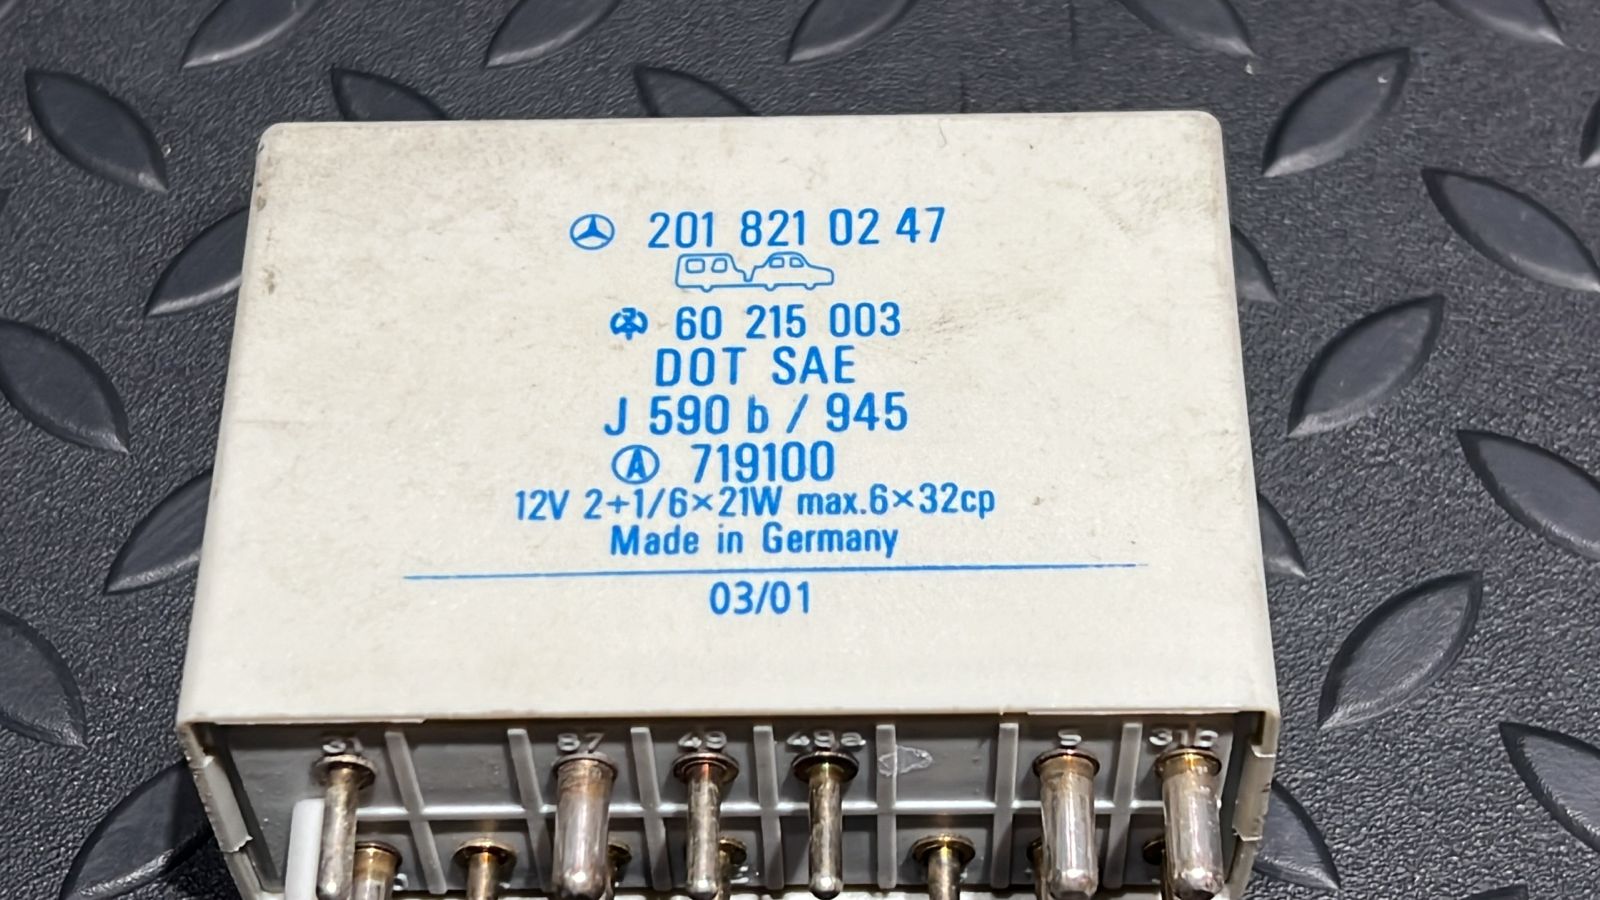 201 821 02 47
60 215 003
DOT SAE
J 590 b / 945
A 719100
12V 2+1/6×21W max.6×32cp
Made in Germany
03/01
31 87 49 49a S 31b